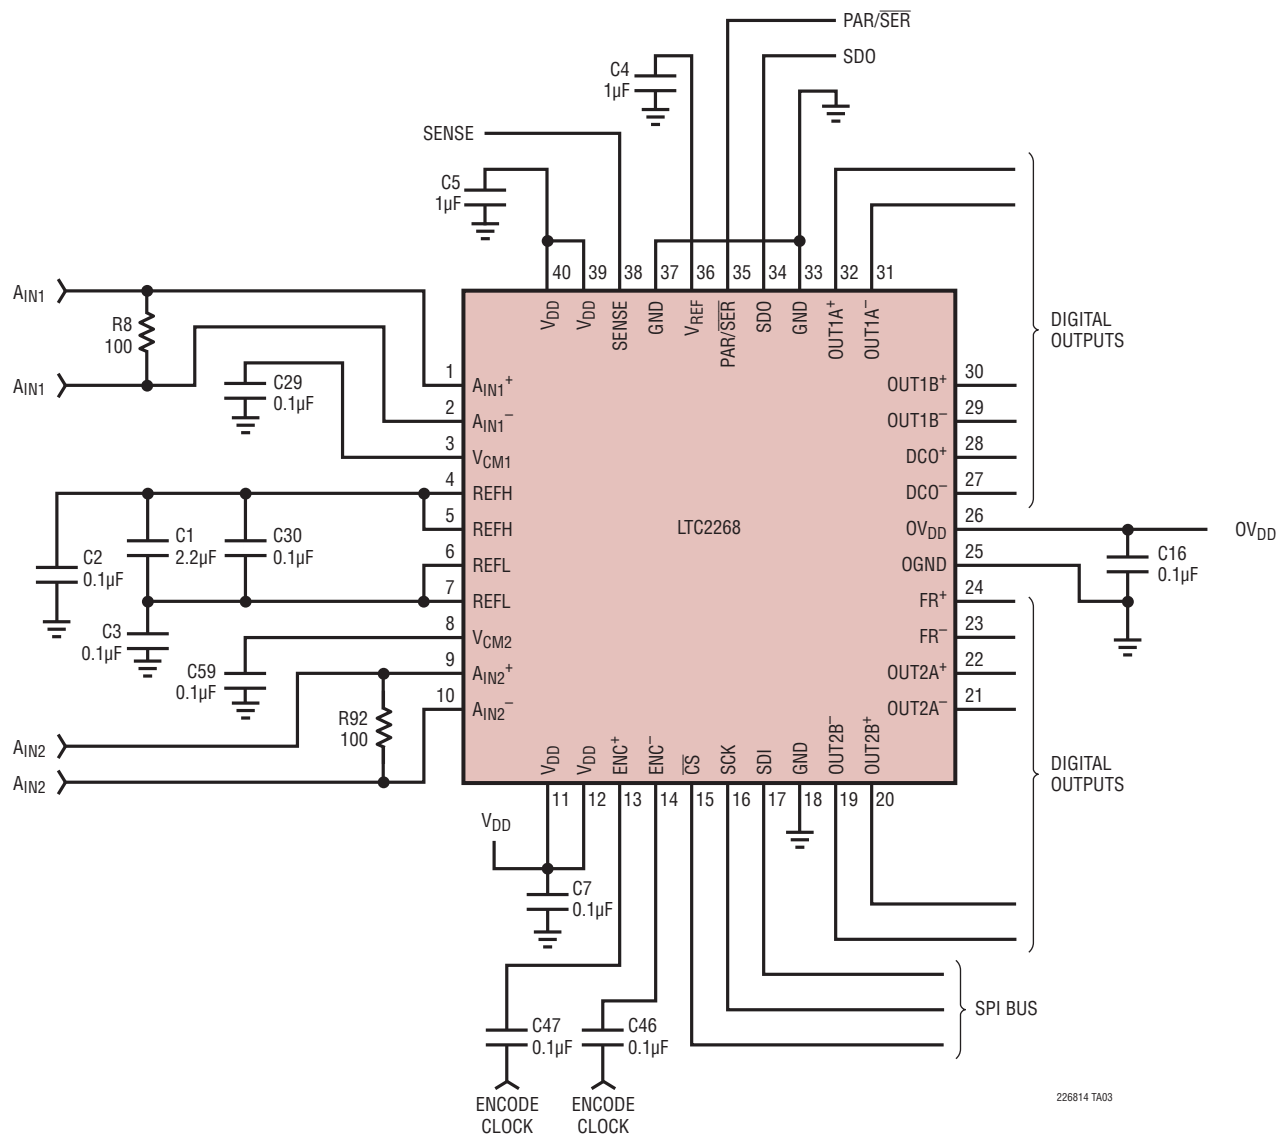 PAR/SER
SDO
C4
1µF
SENSE
C5
1µF
40
39
38
37
36
35
34
33
32
31
VDD
VDD
SENSE
GND
VREF
PAR/SER
SDO
GND
OUT1A+
OUT1A–
DIGITAL
OUTPUTS
AIN1
R8
100
AIN1
C29
0.1µF
1
AIN1+
2
AIN1–
3
VCM1
4
REFH
5
REFH
6
REFL
7
REFL
8
VCM2
9
AIN2+
10
AIN2–
LTC2268
OUT1B+
30
OUT1B–
29
DCO+
28
DCO–
27
OVDD
26
OGND
25
FR+
24
FR–
23
OUT2A+
22
OUT2A–
21
OVDD
C16
0.1µF
C1
2.2µF
C30
0.1µF
C2
0.1µF
C3
0.1µF
C59
0.1µF
R92
100
AIN2
AIN2
VDD
VDD
ENC+
ENC–
CS
SCK
SDI
GND
OUT2B–
OUT2B+
11
12
13
14
15
16
17
18
19
20
DIGITAL
OUTPUTS
VDD
C7
0.1µF
C47
0.1µF
C46
0.1µF
SPI BUS
ENCODE
CLOCK
ENCODE
CLOCK
226814 TA03